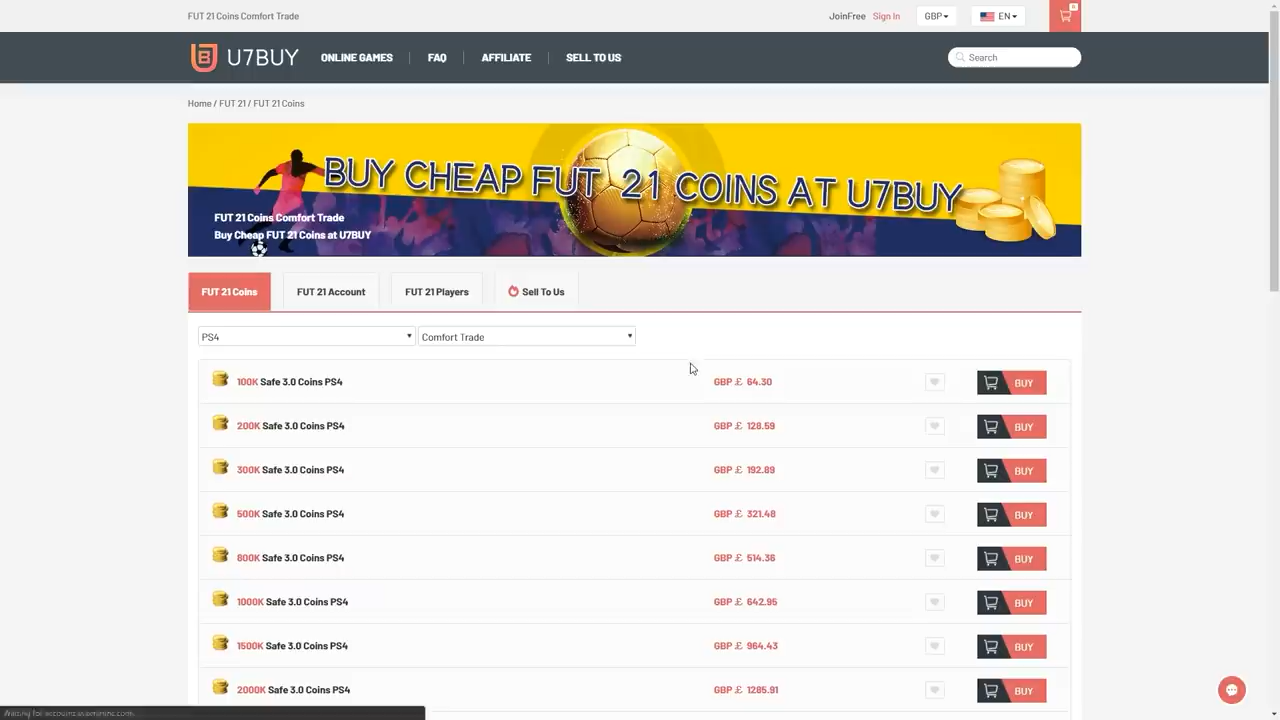 FUT 21 Coins Comfort Trade
JoinFree Sign In GBP EN 0
U7BUY ONLINE GAMES FAQ AFFILIATE SELL TO US Search
Home / FUT 21 / FUT 21 Coins
BUY CHEAP FUT 21 COINS AT U7BUY
FUT 21 Coins Comfort Trade
Buy Cheap FUT 21 Coins at U7BUY
FUT 21 Coins FUT 21 Account FUT 21 Players Sell To Us
PS4 Comfort Trade
100K Safe 3.0 Coins PS4 GBP £ 64.30 BUY
200K Safe 3.0 Coins PS4 GBP £ 128.59 BUY
300K Safe 3.0 Coins PS4 GBP £ 192.89 BUY
500K Safe 3.0 Coins PS4 GBP £ 321.48 BUY
800K Safe 3.0 Coins PS4 GBP £ 514.36 BUY
1000K Safe 3.0 Coins PS4 GBP £ 642.95 BUY
1500K Safe 3.0 Coins PS4 GBP £ 964.43 BUY
2000K Safe 3.0 Coins PS4 GBP £ 1285.91 BUY
Waiting for